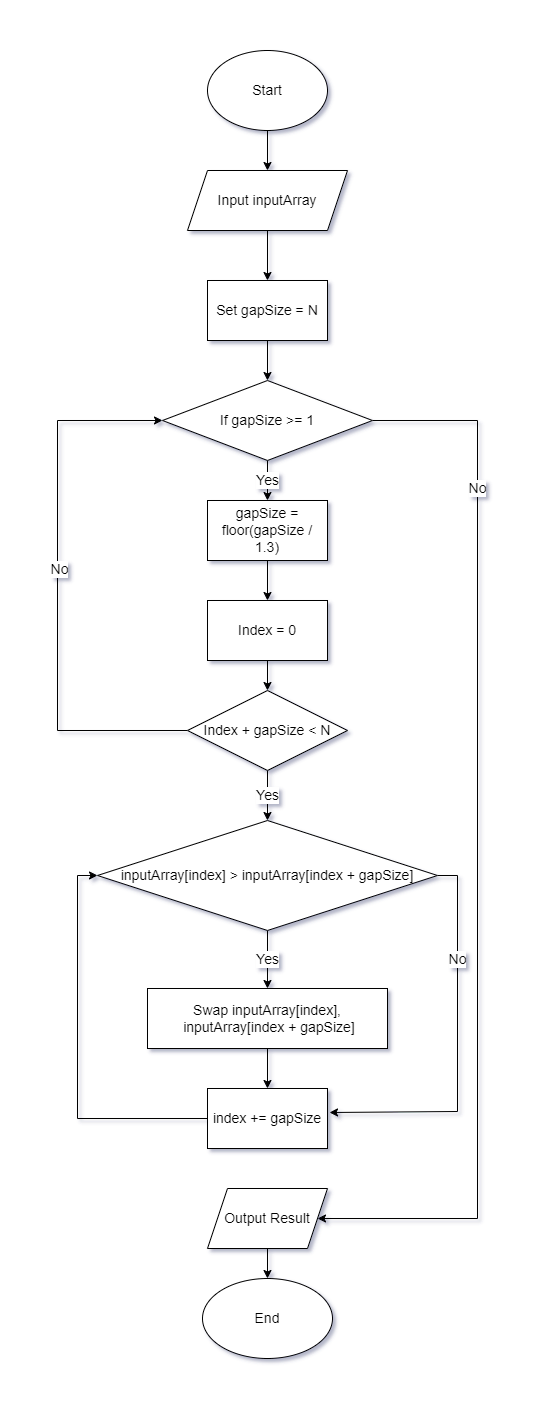 Start
Input inputArray
Set gapSize = N
If gapSize >= 1
Yes
No
gapSize =
floor(gapSize /
1.3)
No
Index = 0
Index + gapSize < N
Yes
inputArray[index] > inputArray[index + gapSize]
Yes
No
Swap inputArray[index],
inputArray[index + gapSize]
index += gapSize
Output Result
End